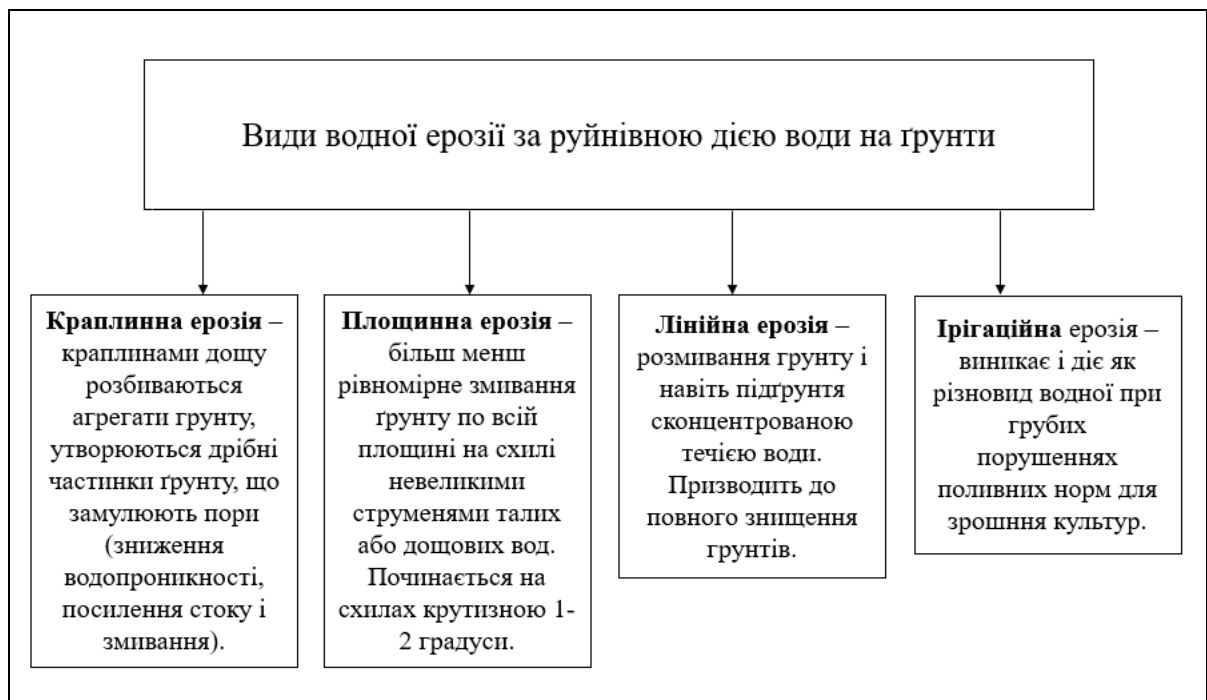 Види водної ерозії за руйнівною дією води на ґрунти
Краплинна ерозія –
краплинами дощу
розбиваються
агрегати грунту,
утворюються дрібні
частинки ґрунту, що
замулюють пори
(зниження
водопроникності,
посилення стоку і
змивання).
Площинна ерозія –
більш менш
рівномірне змивання
ґрунту по всій
площині на схилі
невеликими
струменями талих
або дощових вод.
Починається на
схилах крутизною 1-
2 градуси.
Лінійна ерозія –
розмивання грунту і
навіть підґрунтя
сконцентрованою
течією води.
Призводить до
повного знищення
грунтів.
Ірігаційна ерозія –
виникає і діє як
різновид водної при
грубих
порушеннях
поливних норм для
зрошння культур.